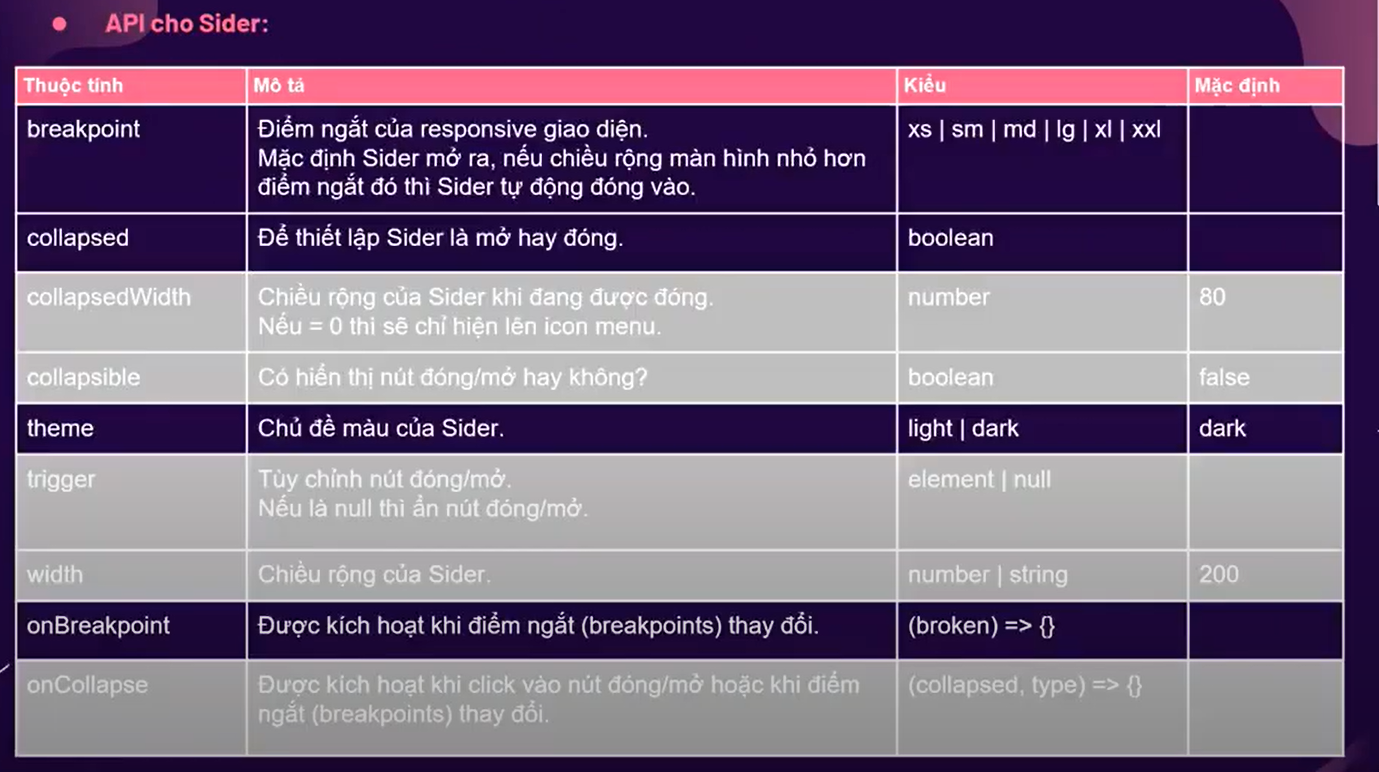 API cho Sider:
Thuộc tính Mô tả Kiểu Mặc định
breakpoint Điểm ngắt của responsive giao diện. xs | sm | md | lg | xl | xxl
Mặc định Sider mở ra, nếu chiều rộng màn hình nhỏ hơn
điểm ngắt đó thì Sider tự động đóng vào.
collapsed Để thiết lập Sider là mở hay đóng. boolean
collapsedWidth Chiều rộng của Sider khi đang được đóng. number 80
Nếu = 0 thì sẽ chỉ hiện lên icon menu.
collapsible Có hiển thị nút đóng/mở hay không? boolean false
theme Chủ đề màu của Sider. light | dark dark
trigger Tùy chỉnh nút đóng/mở. element | null
Nếu là null thì ẩn nút đóng/mở.
width Chiều rộng của Sider. number | string 200
onBreakpoint Được kích hoạt khi điểm ngắt (breakpoints) thay đổi. (broken) => {}
onCollapse Được kích hoạt khi click vào nút đóng/mở hoặc khi điểm (collapsed, type) => {}
ngắt (breakpoints) thay đổi.